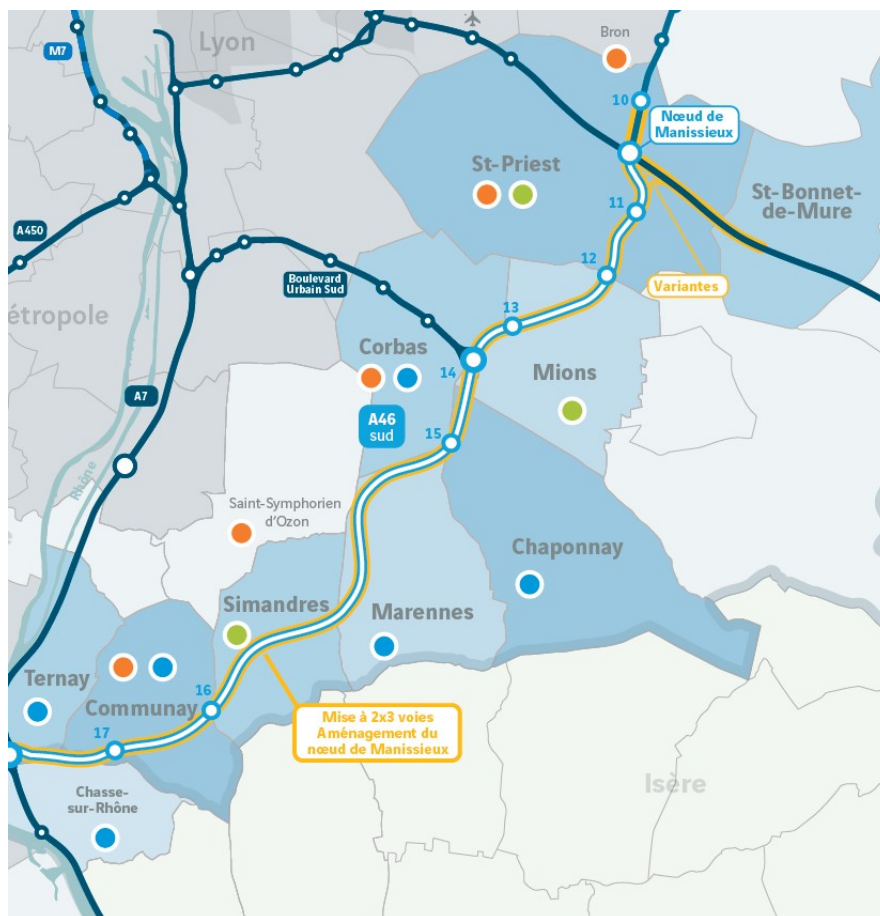 Lyon
M7
Bron
10
Nœud de
Manissieux
St-Priest
St-Bonnet-
de-Mure
11
A450
12
Boulevard
Urbain Sud
Variantes
étropole
13
Corbas
14
Mions
A7
A46
sud
15
Rhône
Saint-Symphorien
d'Ozon
Chaponnay
Simandres
Marennes
Ternay
16
Communay
Mise à 2x3 voies
Aménagement du
nœud de Manissieux
17
Chasse-
sur-Rhône
Isère